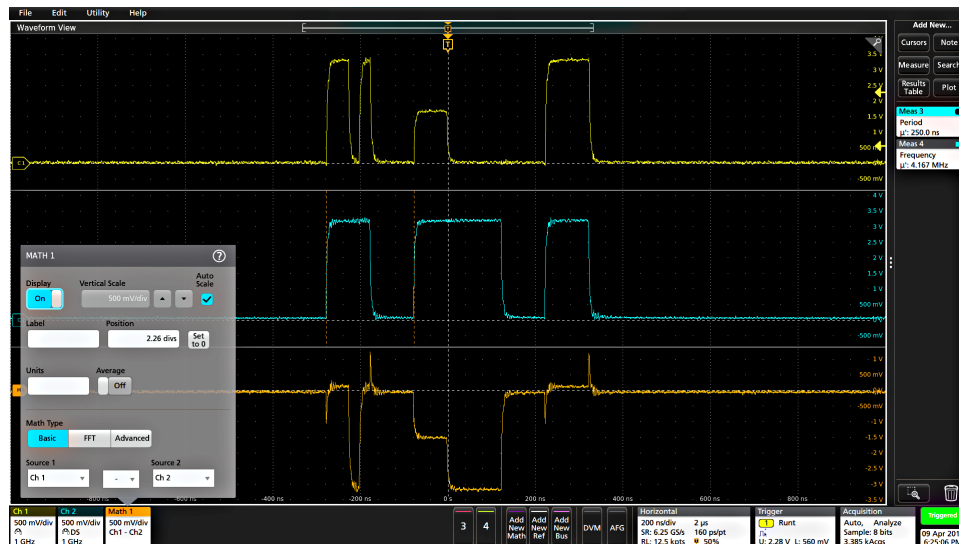 File Edit Utility Help
Waveform View
Add New...
Cursors Note
Measure Search
Results Table Plot
Meas 3
Period
µ': 250.0 ns
Meas 4
Frequency
µ': 4.167 MHz
T
3.5
3 V
2 V
1.5 V
1 V
500 m
-500 mV
C1
4 V
3.5 V
3 V
2.5 V
2 V
1.5 V
1 V
500 mV
-500 mV
1 V
500 mV
-500 mV
-1 V
-1.5 V
-2 V
-2.5 V
-3 V
-3.5 V
M
MATH 1
?
Display
On
Vertical Scale
500 mV/div
Auto Scale
Label
Position
2.26 divs
Set to 0
Units
Average
Off
Math Type
Basic FFT Advanced
Source 1
Ch 1
-
Source 2
Ch 2
-800 ns -400 ns -200 ns 0 s 200 ns 400 ns 600 ns 800 ns
Ch 1
500 mV/div
1 GHz
Ch 2
500 mV/div
DS
1 GHz
Math 1
500 mV/div
Ch1 - Ch2
3
4
Add New Math
Add New Ref
Add New Bus
DVM
AFG
Horizontal
200 ns/div 2 µs
SR: 6.25 GS/s 160 ps/pt
RL: 12.5 kpts 50%
Trigger
1 Runt
U: 2.28 V L: 560 mV
Acquisition
Auto, Analyze
Sample: 8 bits
3.385 kAcqs
Triggered
09 Apr 201
6:25:06 PM